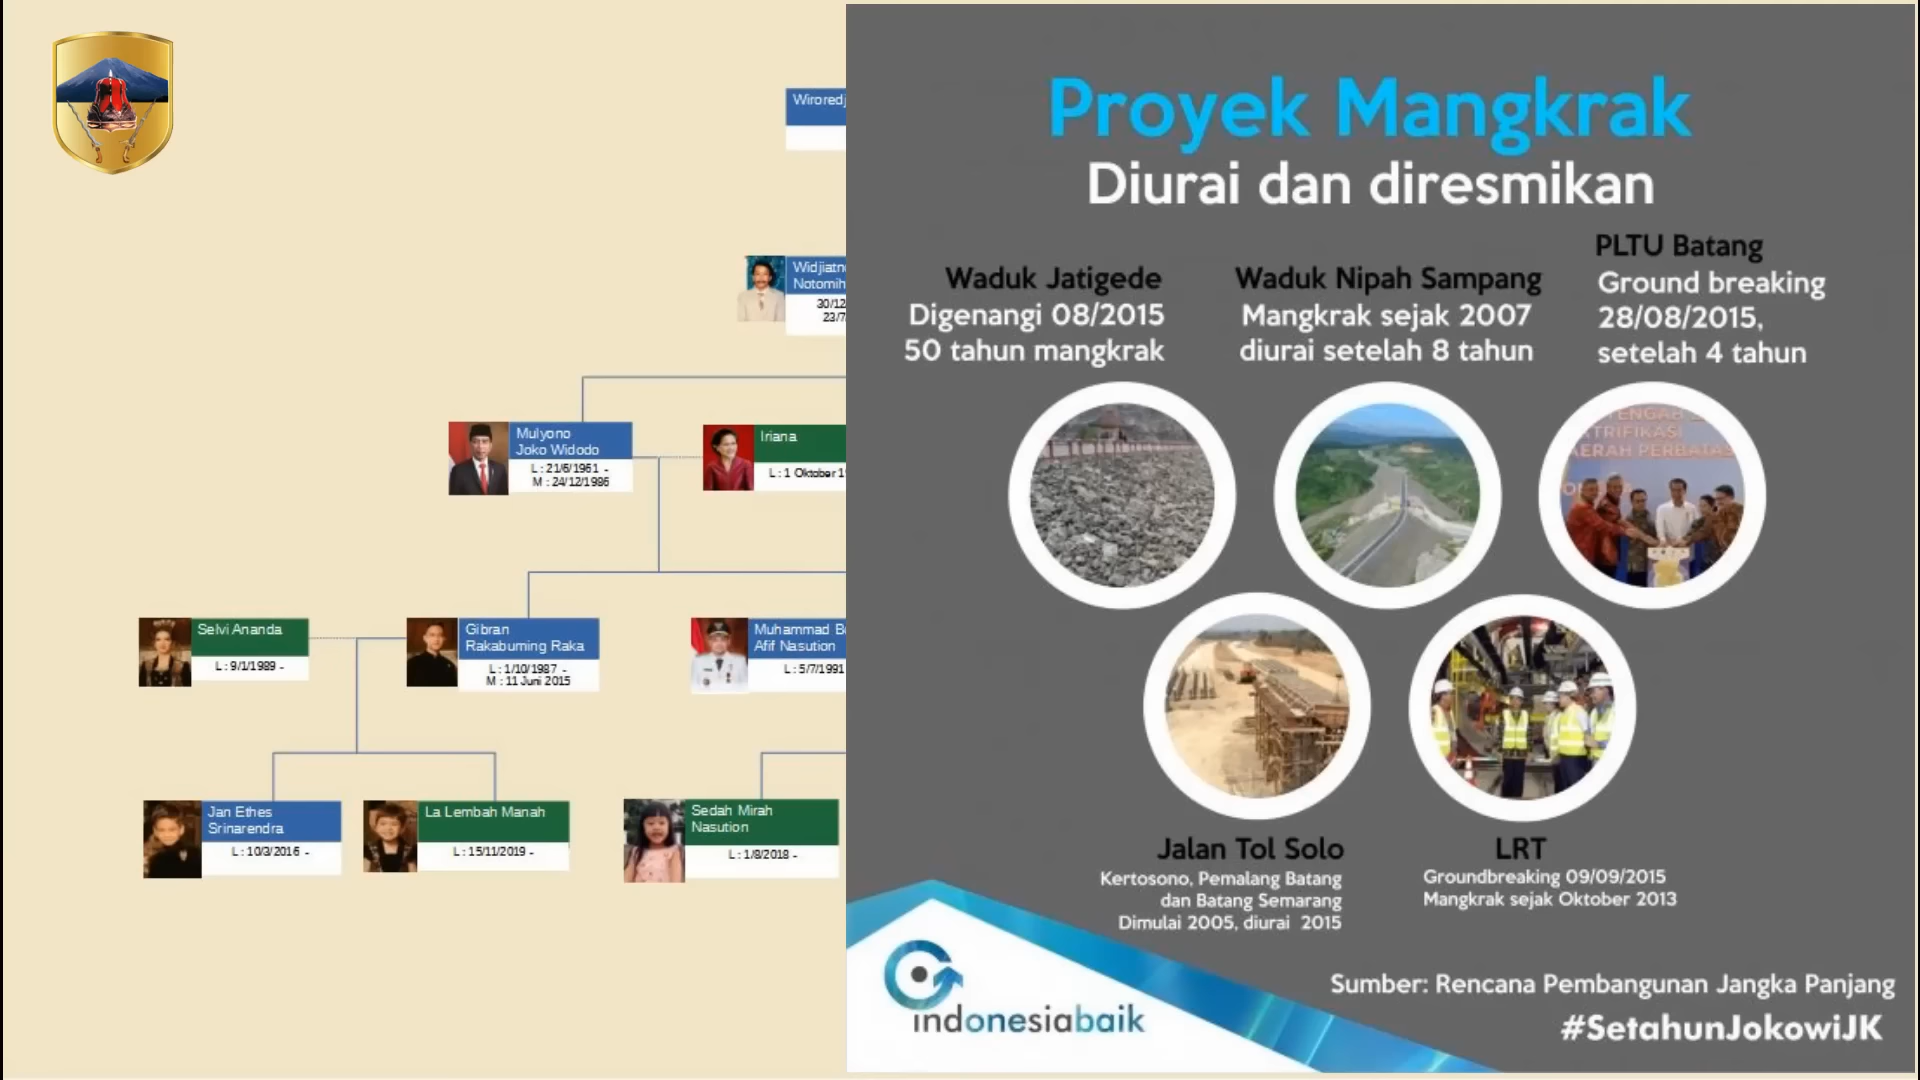 Wiroredj
Widjiatn
Notomih
30/12
23/7
Mulyono
Joko Widodo
L : 21/6/1961 -
M : 24/12/1986
Iriana
L : 1 Oktober 1
Selvi Ananda
L : 9/1/1989 -
Gibran
Rakabuming Raka
L : 1/10/1987 -
M : 11 Juni 2015
Muhammad B
Afif Nasution
L : 5/7/1991
Jan Ethes
Srinarendra
L : 10/3/2016 -
La Lembah Manah
L : 15/11/2019 -
Sedah Mirah
Nasution
L : 1/8/2018 -
Proyek Mangkrak
Diurai dan diresmikan
Waduk Jatigede
Digenangi 08/2015
50 tahun mangkrak
Waduk Nipah Sampang
Mangkrak sejak 2007
diurai setelah 8 tahun
PLTU Batang
Ground breaking
28/08/2015,
setelah 4 tahun
TENGAH
KTRIFIKASI
AERAH PERBATAS
Jalan Tol Solo
Kertosono, Pemalang Batang
dan Batang Semarang
Dimulai 2005, diurai 2015
LRT
Groundbreaking 09/09/2015
Mangkrak sejak Oktober 2013
indonesiabaik
Sumber: Rencana Pembangunan Jangka Panjang
#SetahunJokowiJK